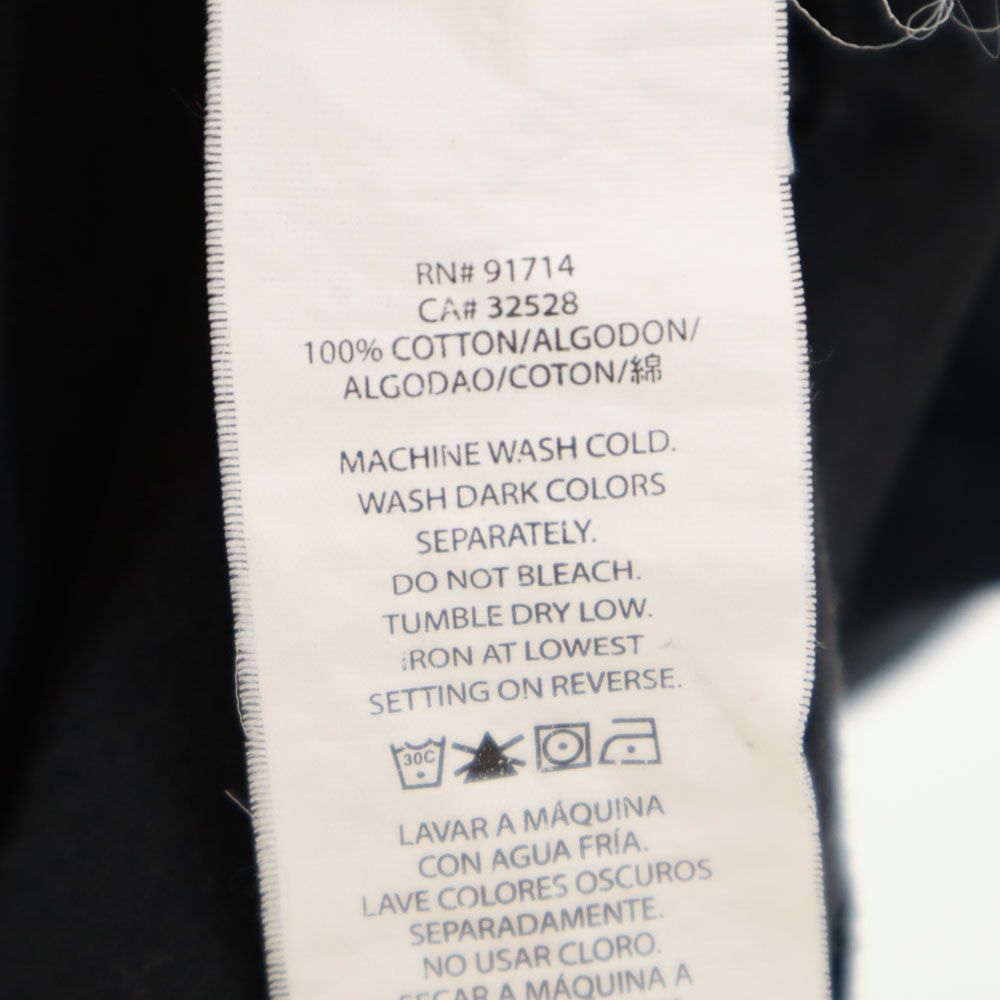 RN# 91714
CA# 32528
100% COTTON/ALGODON/
ALGODAO/COTON/綿
MACHINE WASH COLD.
WASH DARK COLORS
SEPARATELY.
DO NOT BLEACH.
TUMBLE DRY LOW.
IRON AT LOWEST
SETTING ON REVERSE.
30C
LAVAR A MÁQUINA
CON AGUA FRÍA.
LAVE COLORES OSCUROS
SEPARADAMENTE.
NO USAR CLORO.
SECAR A MÁQUINA A